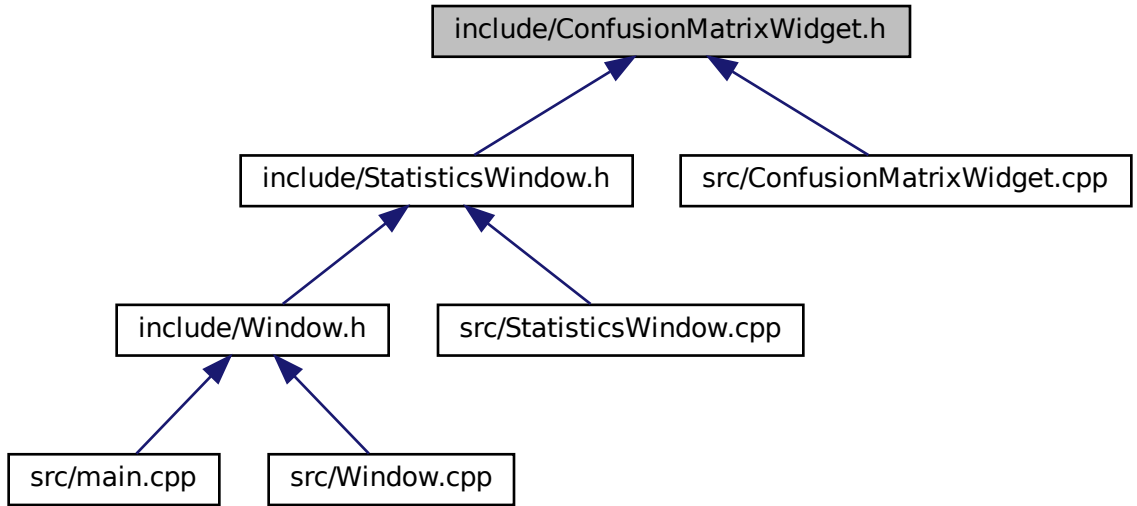 include/ConfusionMatrixWidget.h
include/StatisticsWindow.h
src/ConfusionMatrixWidget.cpp
include/Window.h
src/StatisticsWindow.cpp
src/main.cpp
src/Window.cpp